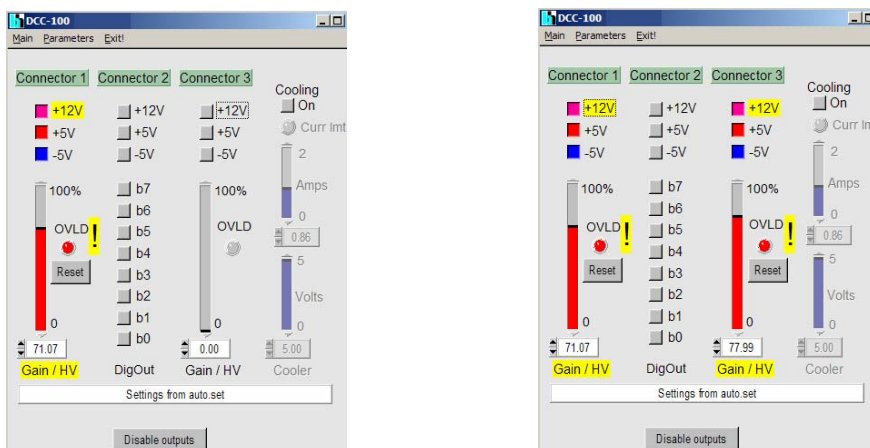 DCC-100
Main Parameters Exit!
Connector 1 Connector 2 Connector 3
Cooling
+12V +12V +12V On
+5V +5V +5V Curr lmt
-5V -5V -5V 2
100% b7 100% Amps
b6
OVLD ! b5 OVLD 0
b4 0.86
Reset b3 5
b2 Volts
0 b1 0 0
b0
71.07 0.00 5.00
Gain / HV DigOut Gain / HV Cooler
Settings from auto.set
Disable outputs
DCC-100
Main Parameters Exit!
Connector 1 Connector 2 Connector 3
Cooling
+12V +12V +12V On
+5V +5V +5V Curr lm
-5V -5V -5V 2
100% b7 100% Amps
b6
OVLD ! b5 OVLD ! 0
b4 0.86
Reset b3 Reset 5
b2 Volts
0 b1 0 0
b0
71.07 77.99 5.00
Gain / HV DigOut Gain / HV Cooler
Settings from auto.set
Disable outputs